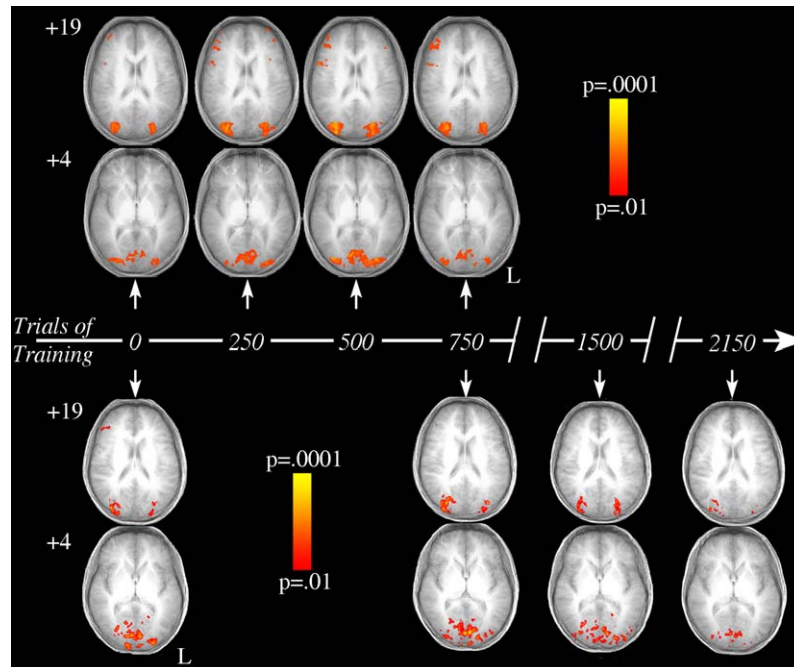 +19
p=.0001
+4
p=.01
L
Trials of
Training
0
250
500
750
1500
2150
+19
p=.0001
+4
p=.01
L